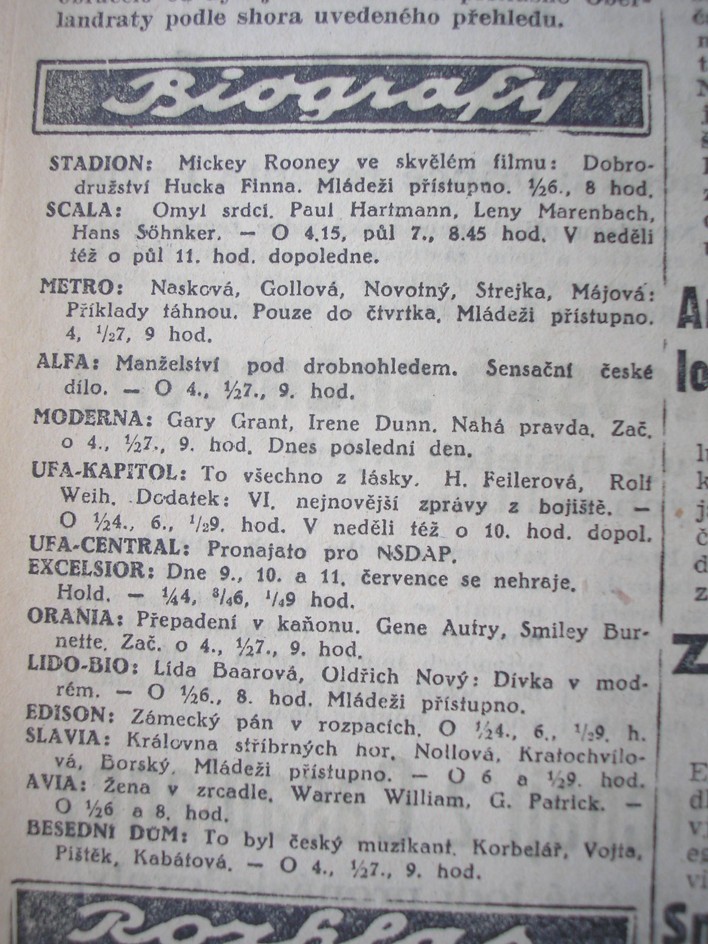 landraty podle shora uvedeného přehledu.
Biografy
STADION: Mickey Rooney ve skvělém filmu: Dobro-
družství Hucka Finna. Mládeži přístupno. ½6., 8 hod.
SCALA: Omyl srdcí. Paul Hartmann, Leny Marenbach,
Hans Söhnker. — O 4.15, půl 7., 8.45 hod. V neděli
též o půl 11. hod. dopoledne.
METRO: Nasková, Gollová, Novotný, Strejka, Májová:
Příklady táhnou. Pouze do čtvrtka. Mládeži přístupno.
4, ½7, 9 hod.
ALFA: Manželství pod drobnohledem. Sensační české
dílo. — O 4., ½7., 9. hod.
MODERNA: Gary Grant, Irene Dunn. Nahá pravda. Zač.
o 4., ½7., 9. hod. Dnes poslední den.
UFA-KAPITOL: To všechno z lásky. H. Feilerová, Rolf
Weih. Dodatek: VI. nejnovější zprávy z bojiště. —
O ½4., 6., ½9. hod. V neděli též o 10. hod. dopol.
UFA-CENTRAL: Pronajato pro NSDAP.
EXCELSIOR: Dne 9., 10. a 11. července se nehraje.
Hold. — ¼4, ¾6, ¼9 hod.
ORANIA: Přepadení v kaňonu. Gene Autry, Smiley Bur-
nette. Zač. o 4., ½7., 9. hod.
LIDO-BIO: Lída Baarová, Oldřich Nový: Dívka v mod-
rém. — O ½6., 8. hod. Mládeži přístupno.
EDISON: Zámecký pán v rozpacích. O ½4., 6., ½9. h.
SLAVIA: Královna stříbrných hor. Nollová, Kratochvílo-
vá, Borský. Mládeži přístupno. — O 6 a ½9. hod.
AVIA: Žena v zrcadle. Warren William, G. Patrick. —
O ½6 a 8. hod.
BESEDNÍ DŮM: To byl český muzikant. Korbelář, Vojta,
Pištěk, Kabátová. — O 4., ½7., 9. hod.
Rozhlas